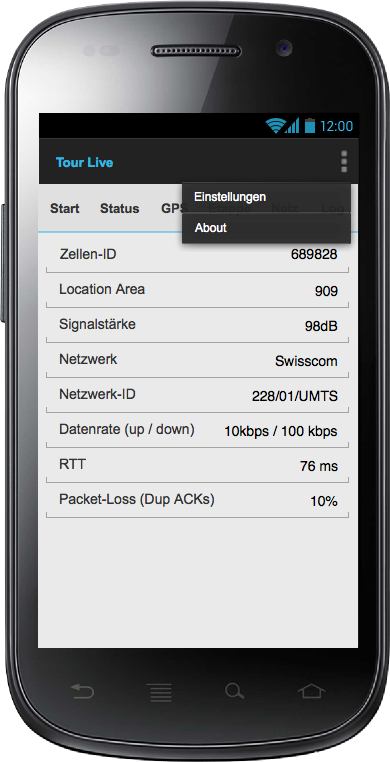 12:00
Tour Live
Einstellungen
Start Status GPS Log
About
Zellen-ID 689828
Location Area 909
Signalstärke 98dB
Netzwerk Swisscom
Netzwerk-ID 228/01/UMTS
Datenrate (up / down) 10kbps / 100 kbps
RTT 76 ms
Packet-Loss (Dup ACKs) 10%